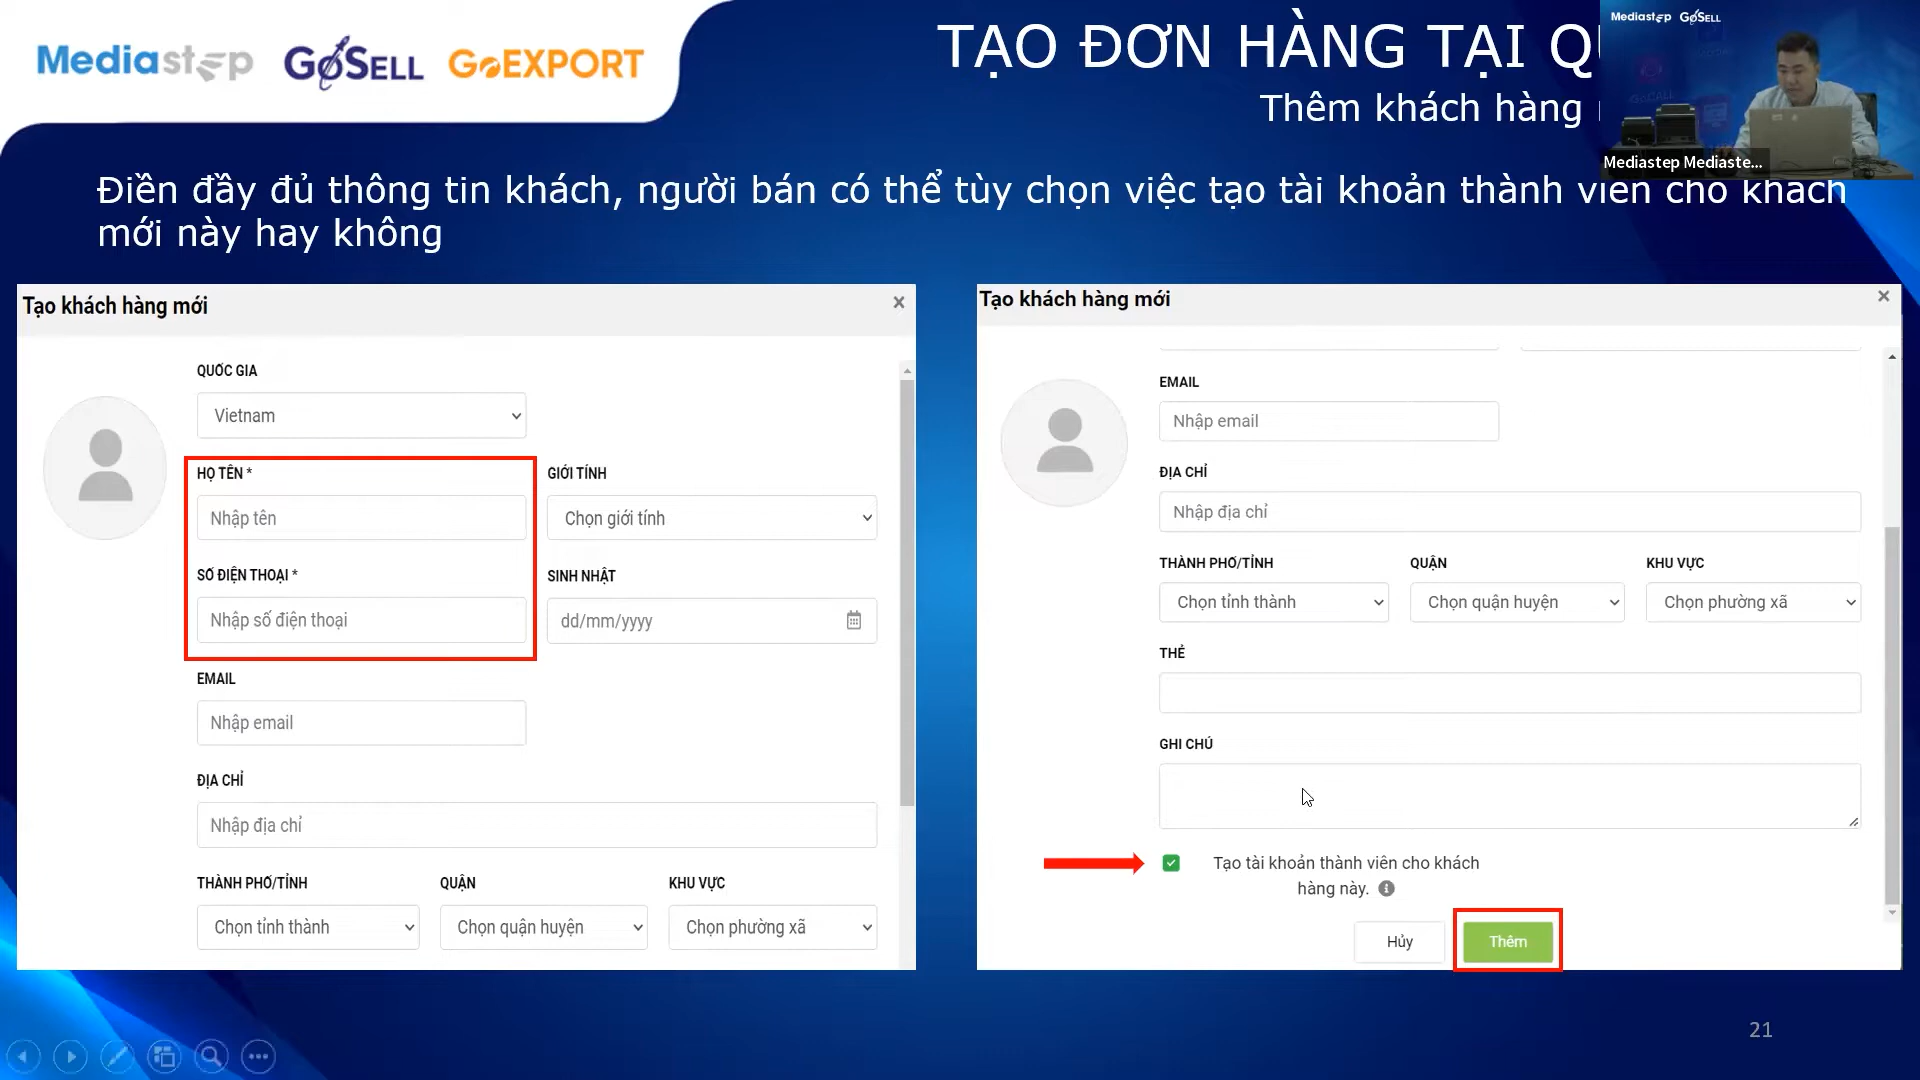 Mediastep GoSELL GoEXPORT
TẠO ĐƠN HÀNG TẠI
Thêm khách hàng
Mediastep GoSELL
Mediastep Mediaste...
Điền đầy đủ thông tin khách, người bán có thể tùy chọn việc tạo tài khoản thành viên cho khách
mới này hay không
Tạo khách hàng mới
QUỐC GIA
Vietnam
HỌ TÊN *
GIỚI TÍNH
Nhập tên
Chọn giới tính
SỐ ĐIỆN THOẠI *
SINH NHẬT
Nhập số điện thoại
dd/mm/yyyy
EMAIL
Nhập email
ĐỊA CHỈ
Nhập địa chỉ
THÀNH PHỐ/TỈNH
QUẬN
KHU VỰC
Chọn tỉnh thành
Chọn quận huyện
Chọn phường xã
Tạo khách hàng mới
EMAIL
Nhập email
ĐỊA CHỈ
Nhập địa chỉ
THÀNH PHỐ/TỈNH
QUẬN
KHU VỰC
Chọn tỉnh thành
Chọn quận huyện
Chọn phường xã
THẺ
GHI CHÚ
Tạo tài khoản thành viên cho khách
hàng này.
Hủy
Thêm
21